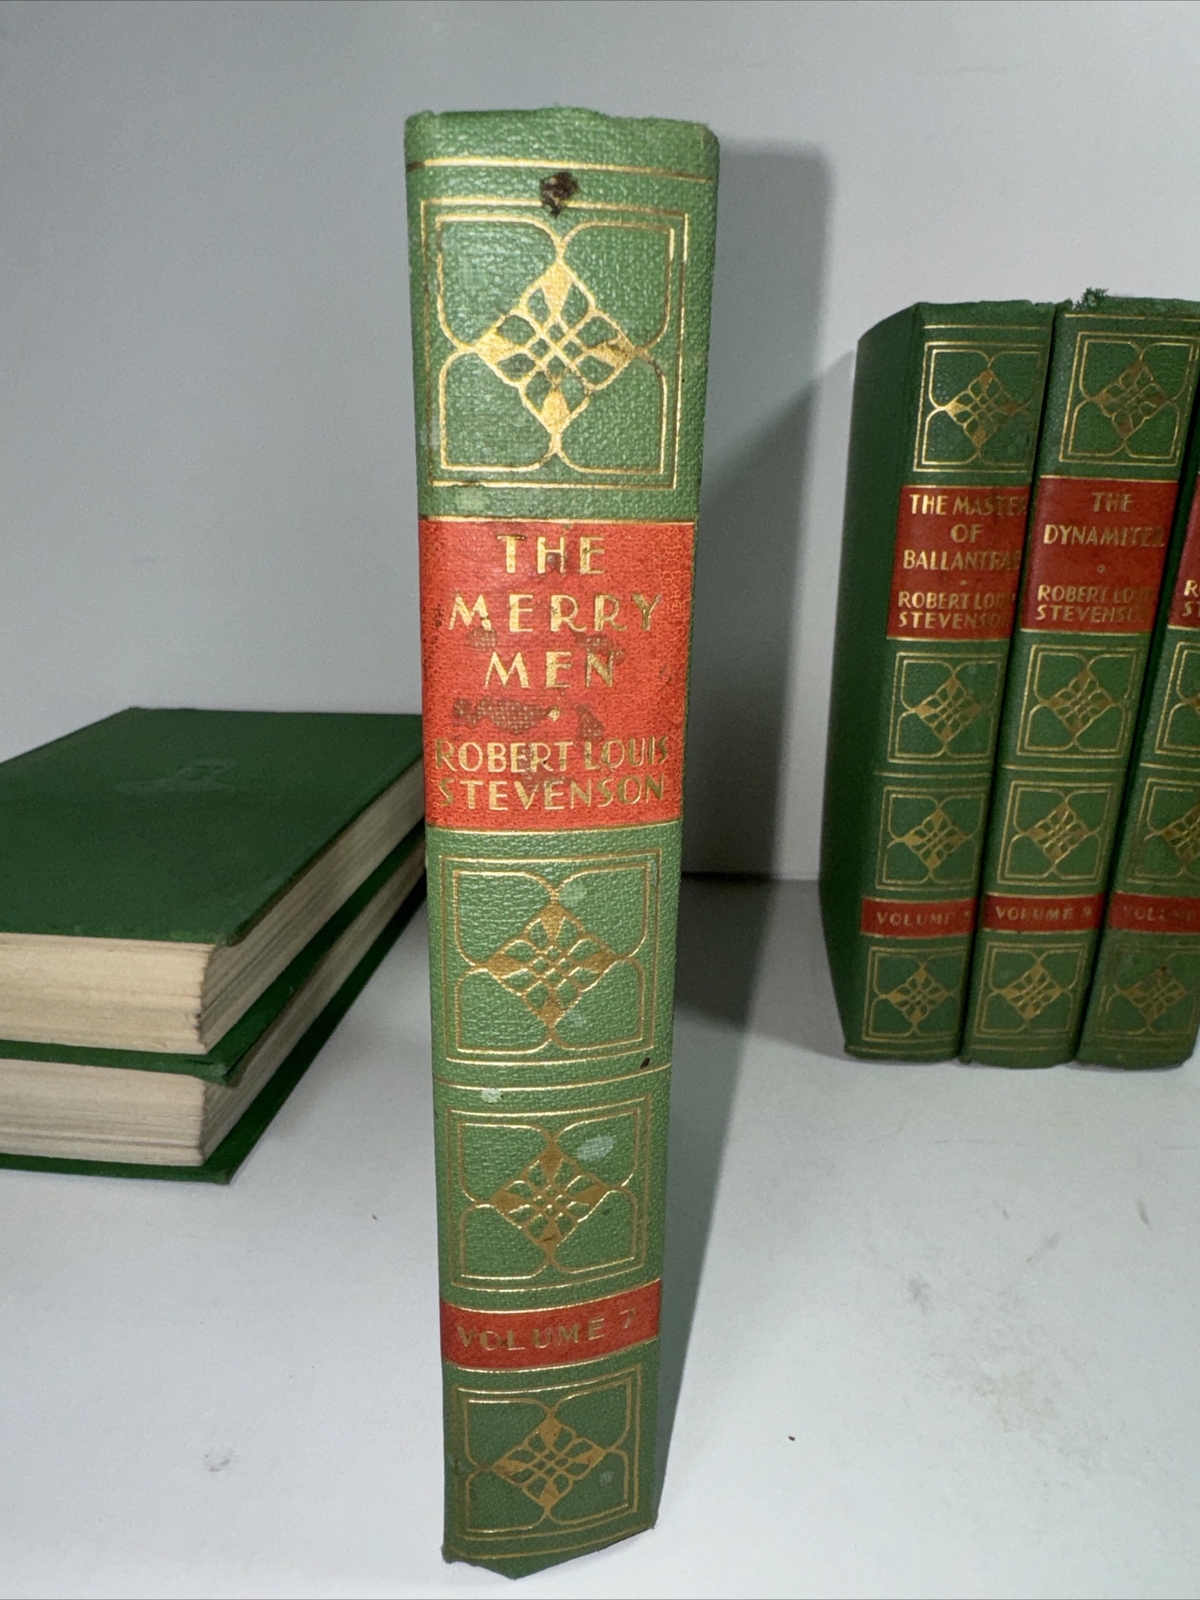 THE
MERRY
MEN
ROBERT LOUIS
STEVENSON
VOLUME 7
THE MASTER
OF
BALLANTRAE
ROBERT LOUIS
STEVENSON
VOLUME
THE
DYNAMITER
ROBERT LOUIS
STEVENSON
VOLUME 9